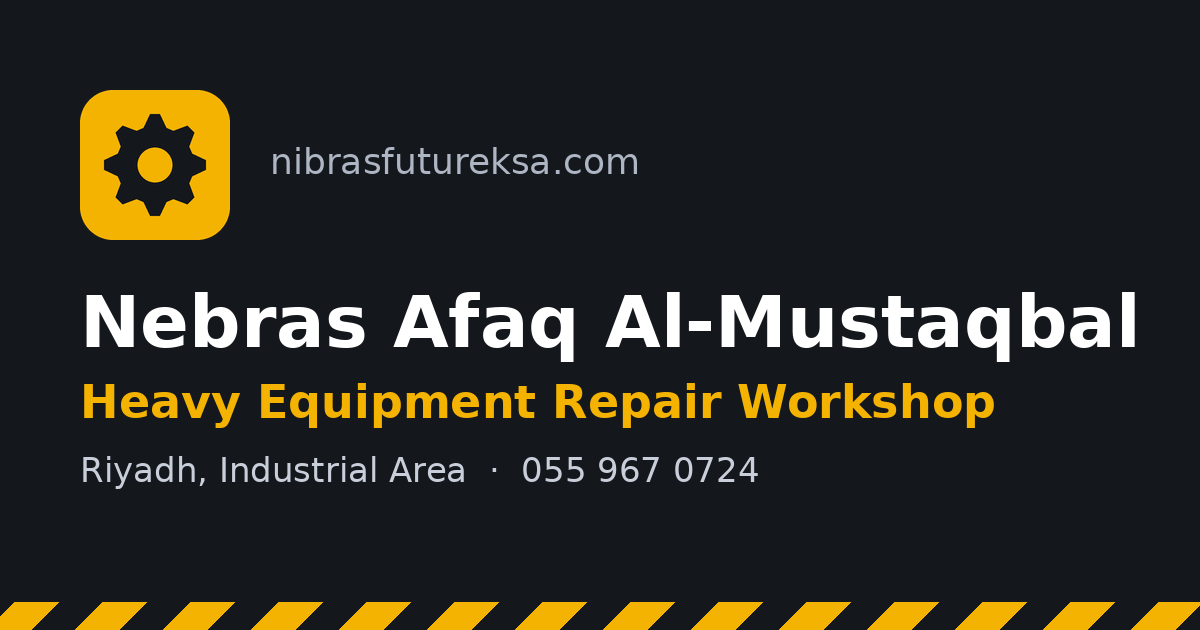 nibrasfutureksa.com
Nebras Afaq Al-Mustaqbal
Heavy Equipment Repair Workshop
Riyadh, Industrial Area · 055 967 0724